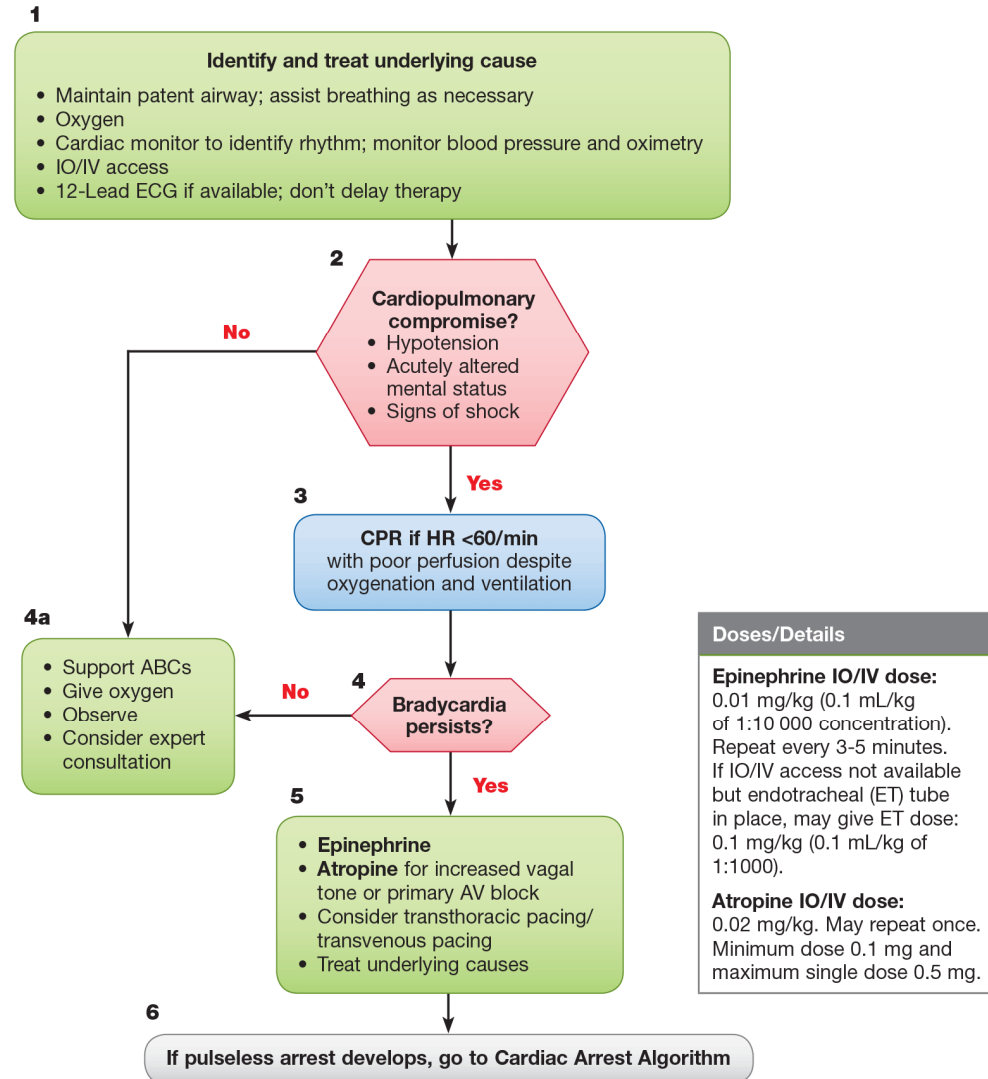 1
Identify and treat underlying cause
• Maintain patent airway; assist breathing as necessary
• Oxygen
• Cardiac monitor to identify rhythm; monitor blood pressure and oximetry
• IO/IV access
• 12-Lead ECG if available; don’t delay therapy
2
Cardiopulmonary
compromise?
• Hypotension
• Acutely altered
mental status
• Signs of shock
No
Yes
3
CPR if HR <60/min
with poor perfusion despite
oxygenation and ventilation
4a
• Support ABCs
• Give oxygen
• Observe
• Consider expert
consultation
No
4
Bradycardia
persists?
Yes
5
• Epinephrine
• Atropine for increased vagal
tone or primary AV block
• Consider transthoracic pacing/
transvenous pacing
• Treat underlying causes
6
If pulseless arrest develops, go to Cardiac Arrest Algorithm
Doses/Details
Epinephrine IO/IV dose:
0.01 mg/kg (0.1 mL/kg
of 1:10 000 concentration).
Repeat every 3-5 minutes.
If IO/IV access not available
but endotracheal (ET) tube
in place, may give ET dose:
0.1 mg/kg (0.1 mL/kg of
1:1000).
Atropine IO/IV dose:
0.02 mg/kg. May repeat once.
Minimum dose 0.1 mg and
maximum single dose 0.5 mg.